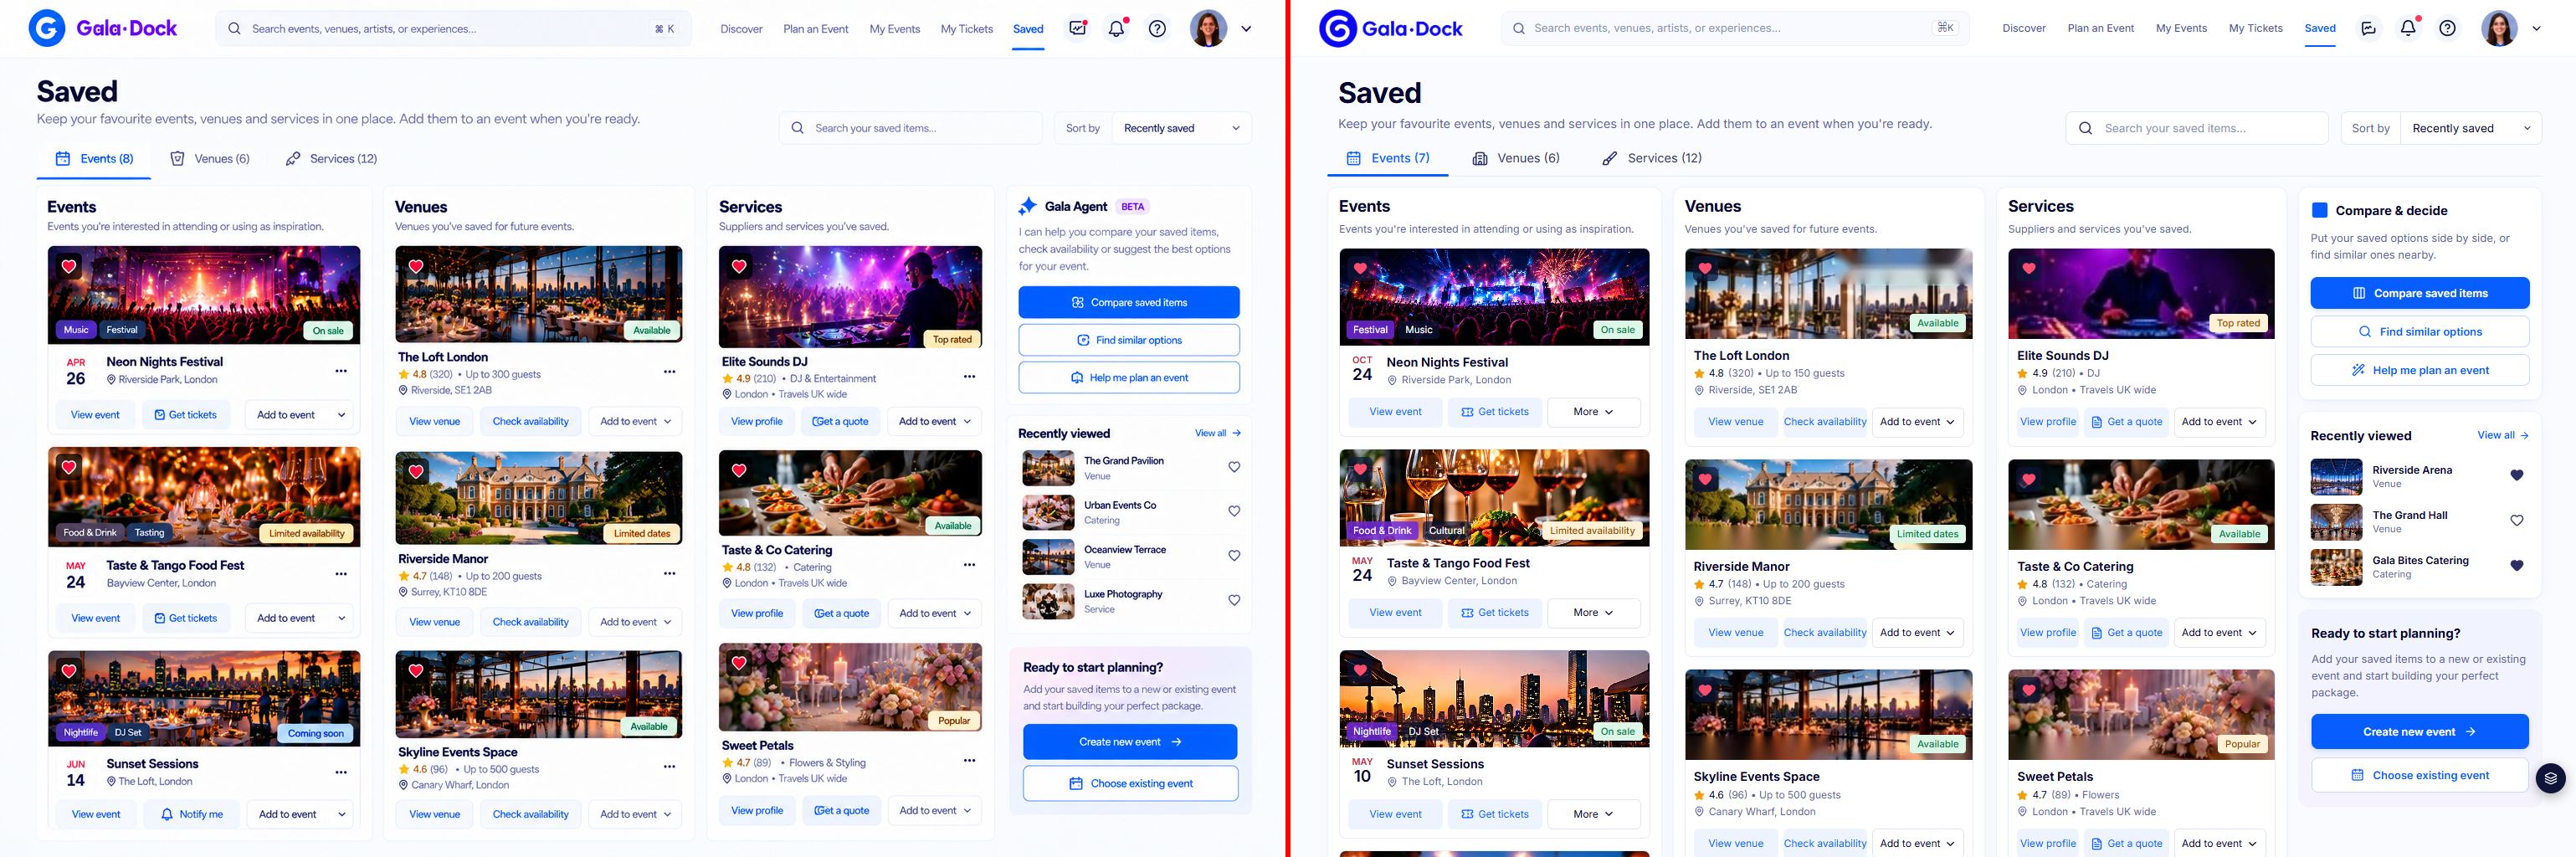 Gala·Dock
Search events, venues, artists, or experiences...
⌘ K
Discover
Plan an Event
My Events
My Tickets
Saved
Saved
Keep your favourite events, venues and services in one place. Add them to an event when you're ready.
Search your saved items...
Sort by
Recently saved
Events (8)
Venues (6)
Services (12)
Events
Events you're interested in attending or using as inspiration.
Music
Festival
On sale
APR
26
Neon Nights Festival
Riverside Park, London
View event
Get tickets
Add to event
Food & Drink
Tasting
Limited availability
MAY
24
Taste & Tango Food Fest
Bayview Center, London
View event
Get tickets
Add to event
Nightlife
DJ Set
Coming soon
JUN
14
Sunset Sessions
The Loft, London
View event
Notify me
Add to event
Venues
Venues you've saved for future events.
Available
The Loft London
4.8 (320) • Up to 300 guests
Riverside, SE1 2AB
View venue
Check availability
Add to event
Limited dates
Riverside Manor
4.7 (148) • Up to 200 guests
Surrey, KT10 8DE
View venue
Check availability
Add to event
Available
Skyline Events Space
4.6 (96) • Up to 500 guests
Canary Wharf, London
View venue
Check availability
Add to event
Services
Suppliers and services you've saved.
Top rated
Elite Sounds DJ
4.9 (210) • DJ & Entertainment
London • Travels UK wide
View profile
Get a quote
Add to event
Available
Taste & Co Catering
4.8 (132) • Catering
London • Travels UK wide
View profile
Get a quote
Add to event
Popular
Sweet Petals
4.7 (89) • Flowers & Styling
London • Travels UK wide
View profile
Get a quote
Add to event
Gala Agent
BETA
I can help you compare your saved items,
check availability or suggest the best options
for your event.
Compare saved items
Find similar options
Help me plan an event
Recently viewed
View all →
The Grand Pavilion
Venue
Urban Events Co
Catering
Oceanview Terrace
Venue
Luxe Photography
Service
Ready to start planning?
Add your saved items to a new or existing event
and start building your perfect package.
Create new event →
Choose existing event
Gala·Dock
Search events, venues, artists, or experiences...
⌘K
Discover
Plan an Event
My Events
My Tickets
Saved
Saved
Keep your favourite events, venues and services in one place. Add them to an event when you're ready.
Search your saved items...
Sort by
Recently saved
Events (7)
Venues (6)
Services (12)
Events
Events you're interested in attending or using as inspiration.
Festival
Music
On sale
OCT
24
Neon Nights Festival
Riverside Park, London
View event
Get tickets
More
Food & Drink
Cultural
Limited availability
MAY
24
Taste & Tango Food Fest
Bayview Center, London
View event
Get tickets
More
Nightlife
DJ Set
On sale
MAY
10
Sunset Sessions
The Loft, London
View event
Get tickets
More
Venues
Venues you've saved for future events.
Available
The Loft London
4.8 (320) • Up to 150 guests
Riverside, SE1 2AB
View venue
Check availability
Add to event
Limited dates
Riverside Manor
4.7 (148) • Up to 200 guests
Surrey, KT10 8DE
View venue
Check availability
Add to event
Available
Skyline Events Space
4.6 (96) • Up to 500 guests
Canary Wharf, London
View venue
Check availability
Add to event
Services
Suppliers and services you've saved.
Top rated
Elite Sounds DJ
4.9 (210) • DJ
London • Travels UK wide
View profile
Get a quote
Add to event
Available
Taste & Co Catering
4.8 (132) • Catering
London • Travels UK wide
View profile
Get a quote
Add to event
Popular
Sweet Petals
4.7 (89) • Flowers
London • Travels UK wide
View profile
Get a quote
Add to event
Compare & decide
Put your saved options side by side, or
find similar ones nearby.
Compare saved items
Find similar options
Help me plan an event
Recently viewed
View all →
Riverside Arena
Venue
The Grand Hall
Venue
Gala Bites Catering
Catering
Ready to start planning?
Add your saved items to a new or existing
event and start building your perfect
package.
Create new event →
Choose existing event